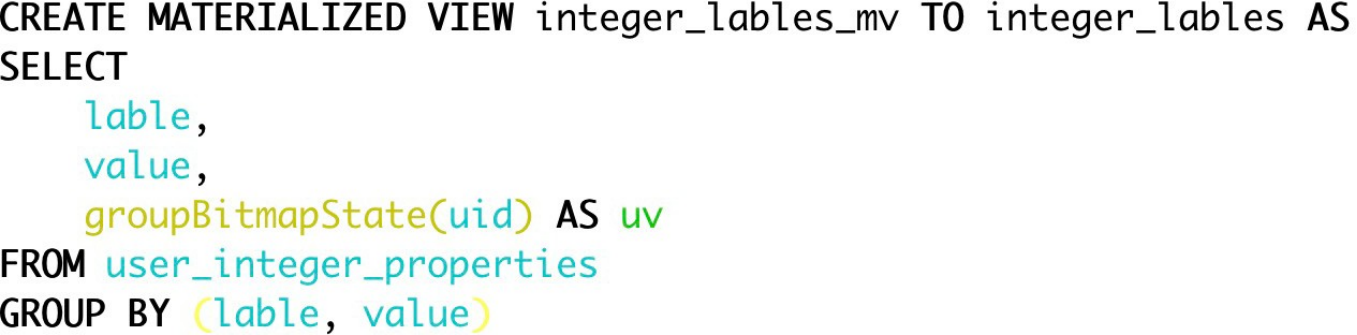 CREATE MATERIALIZED VIEW integer_lables_mv TO integer_lables AS
SELECT
    lable,
    value,
    groupBitmapState(uid) AS uv
FROM user_integer_properties
GROUP BY (lable, value)